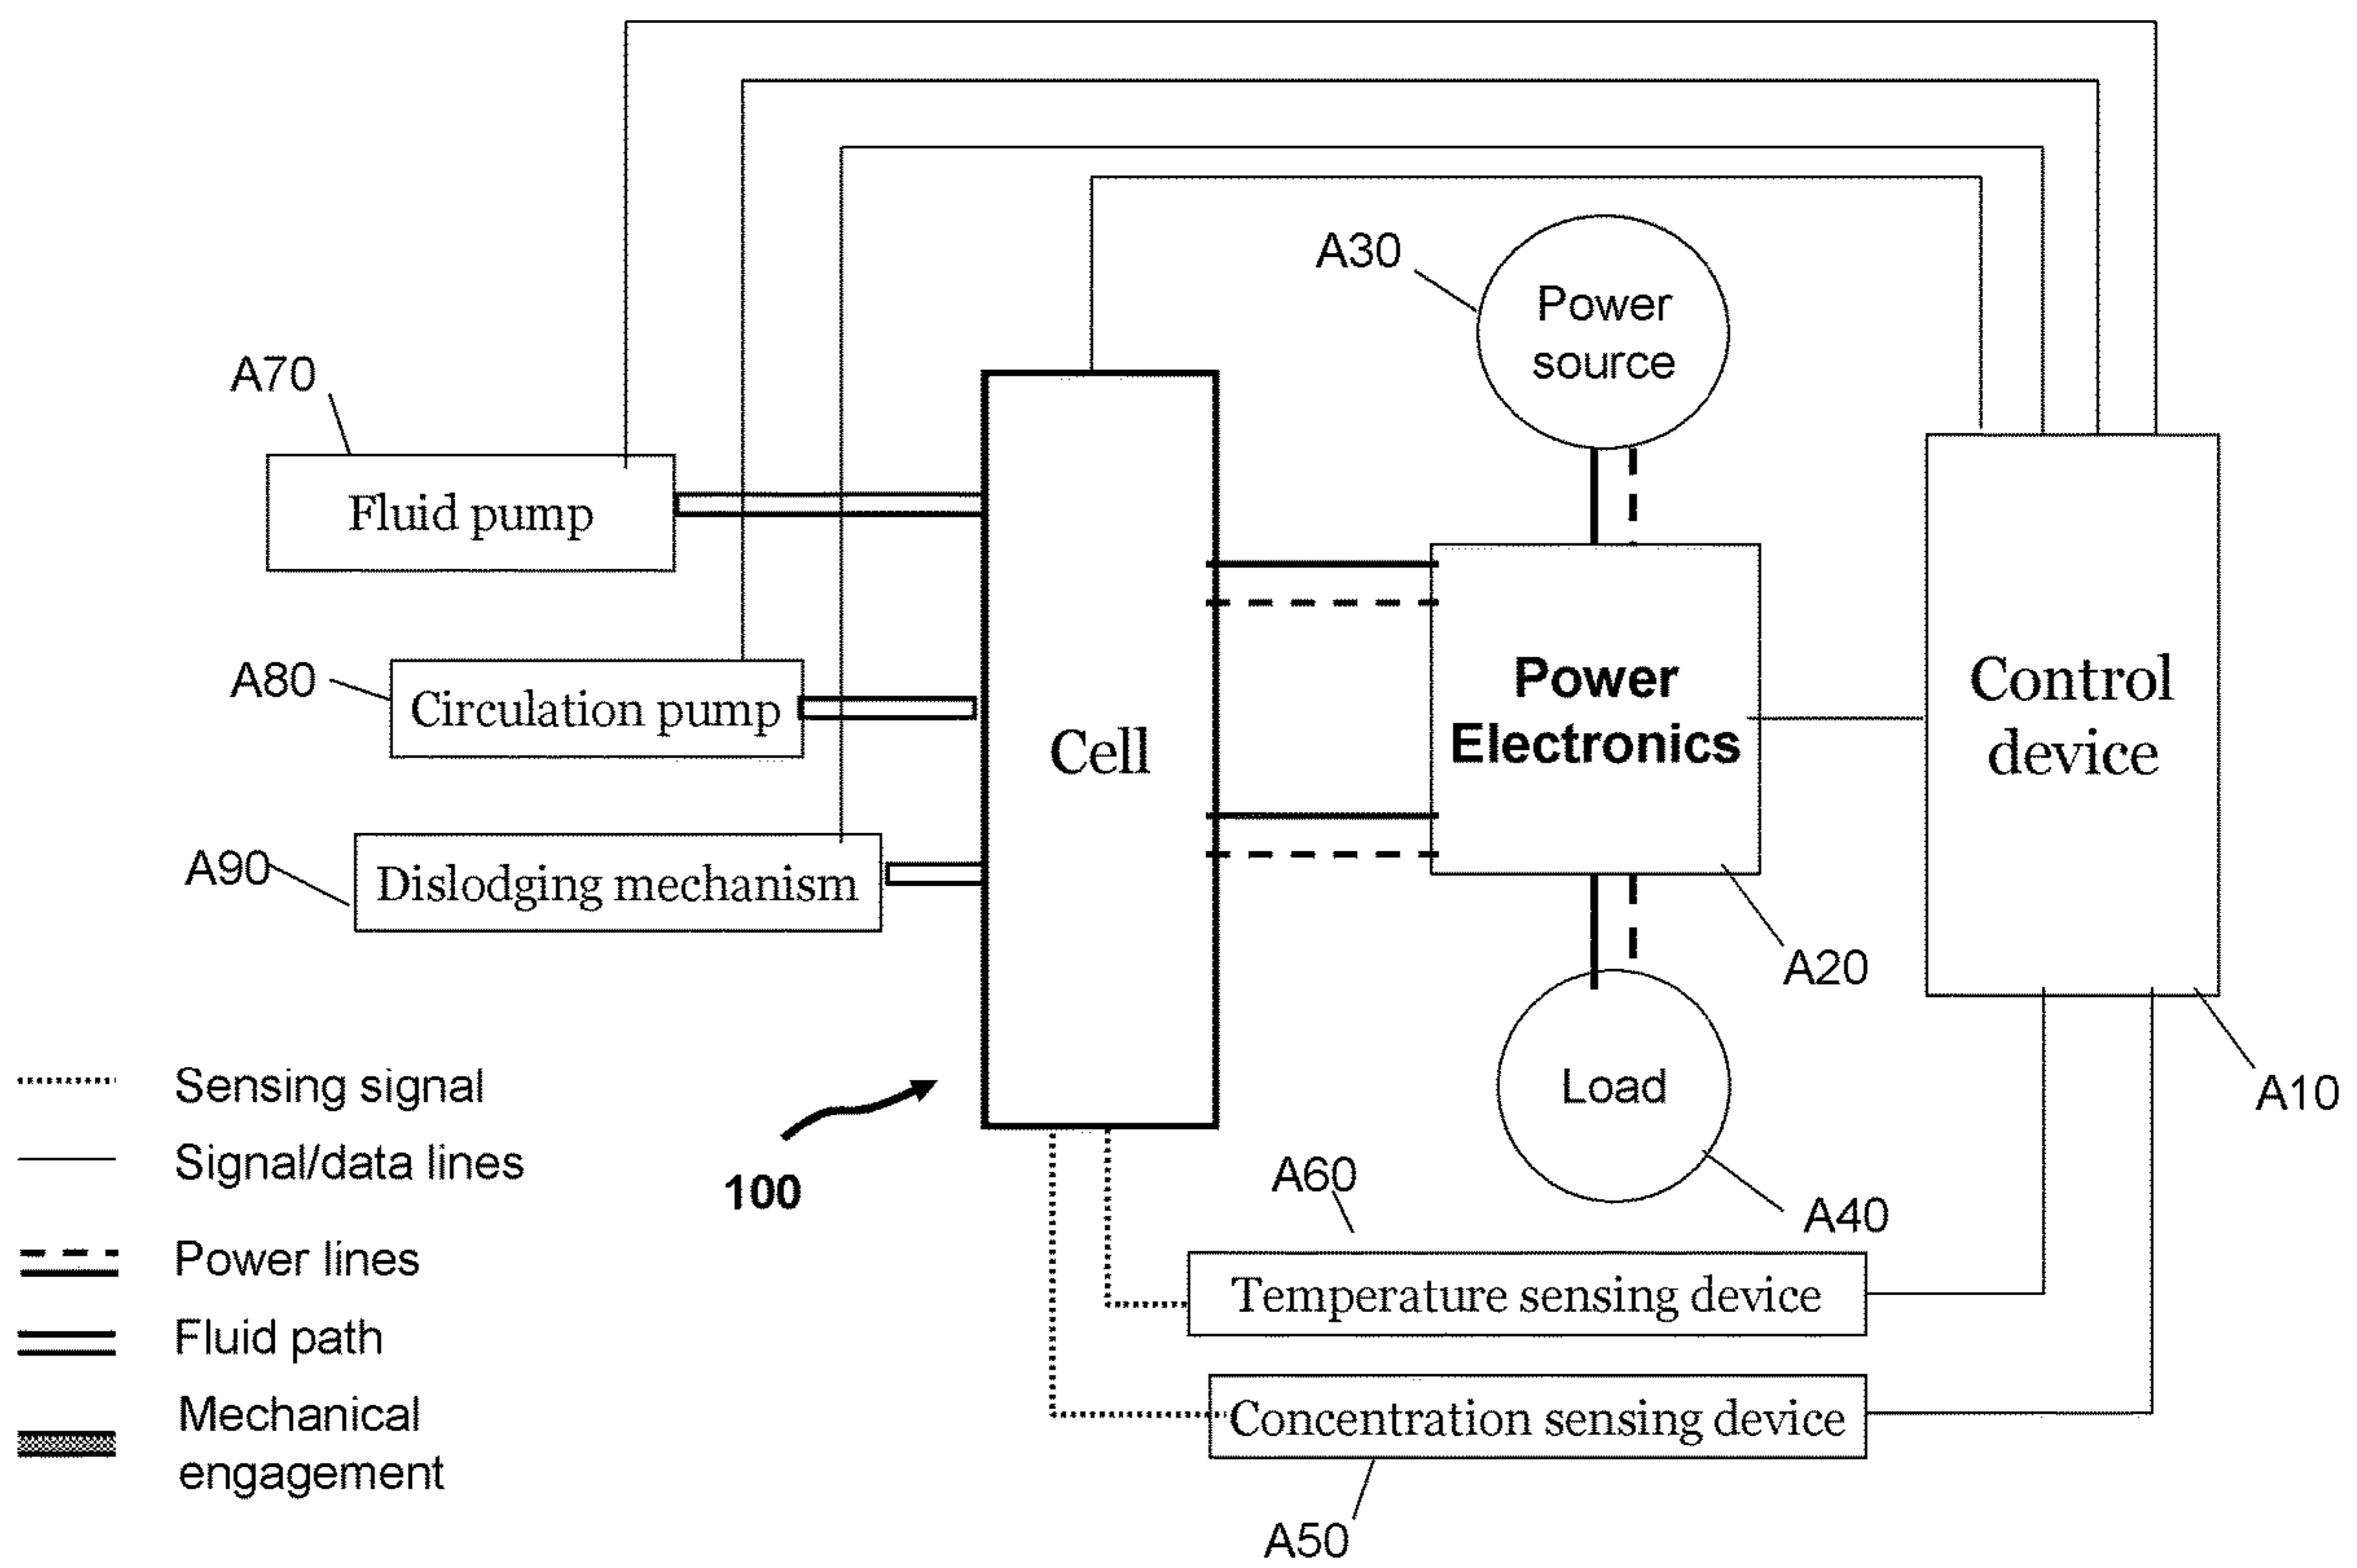 A30
Power
source
A70
Fluid pump
A80
Circulation pump
Power
Electronics
Control
device
Cell
A90
Dislodging mechanism
A20
Load
A10
Sensing signal
Signal/data lines
100
A60
A40
Power lines
Temperature sensing device
Fluid path
Mechanical
engagement
Concentration sensing device
A50